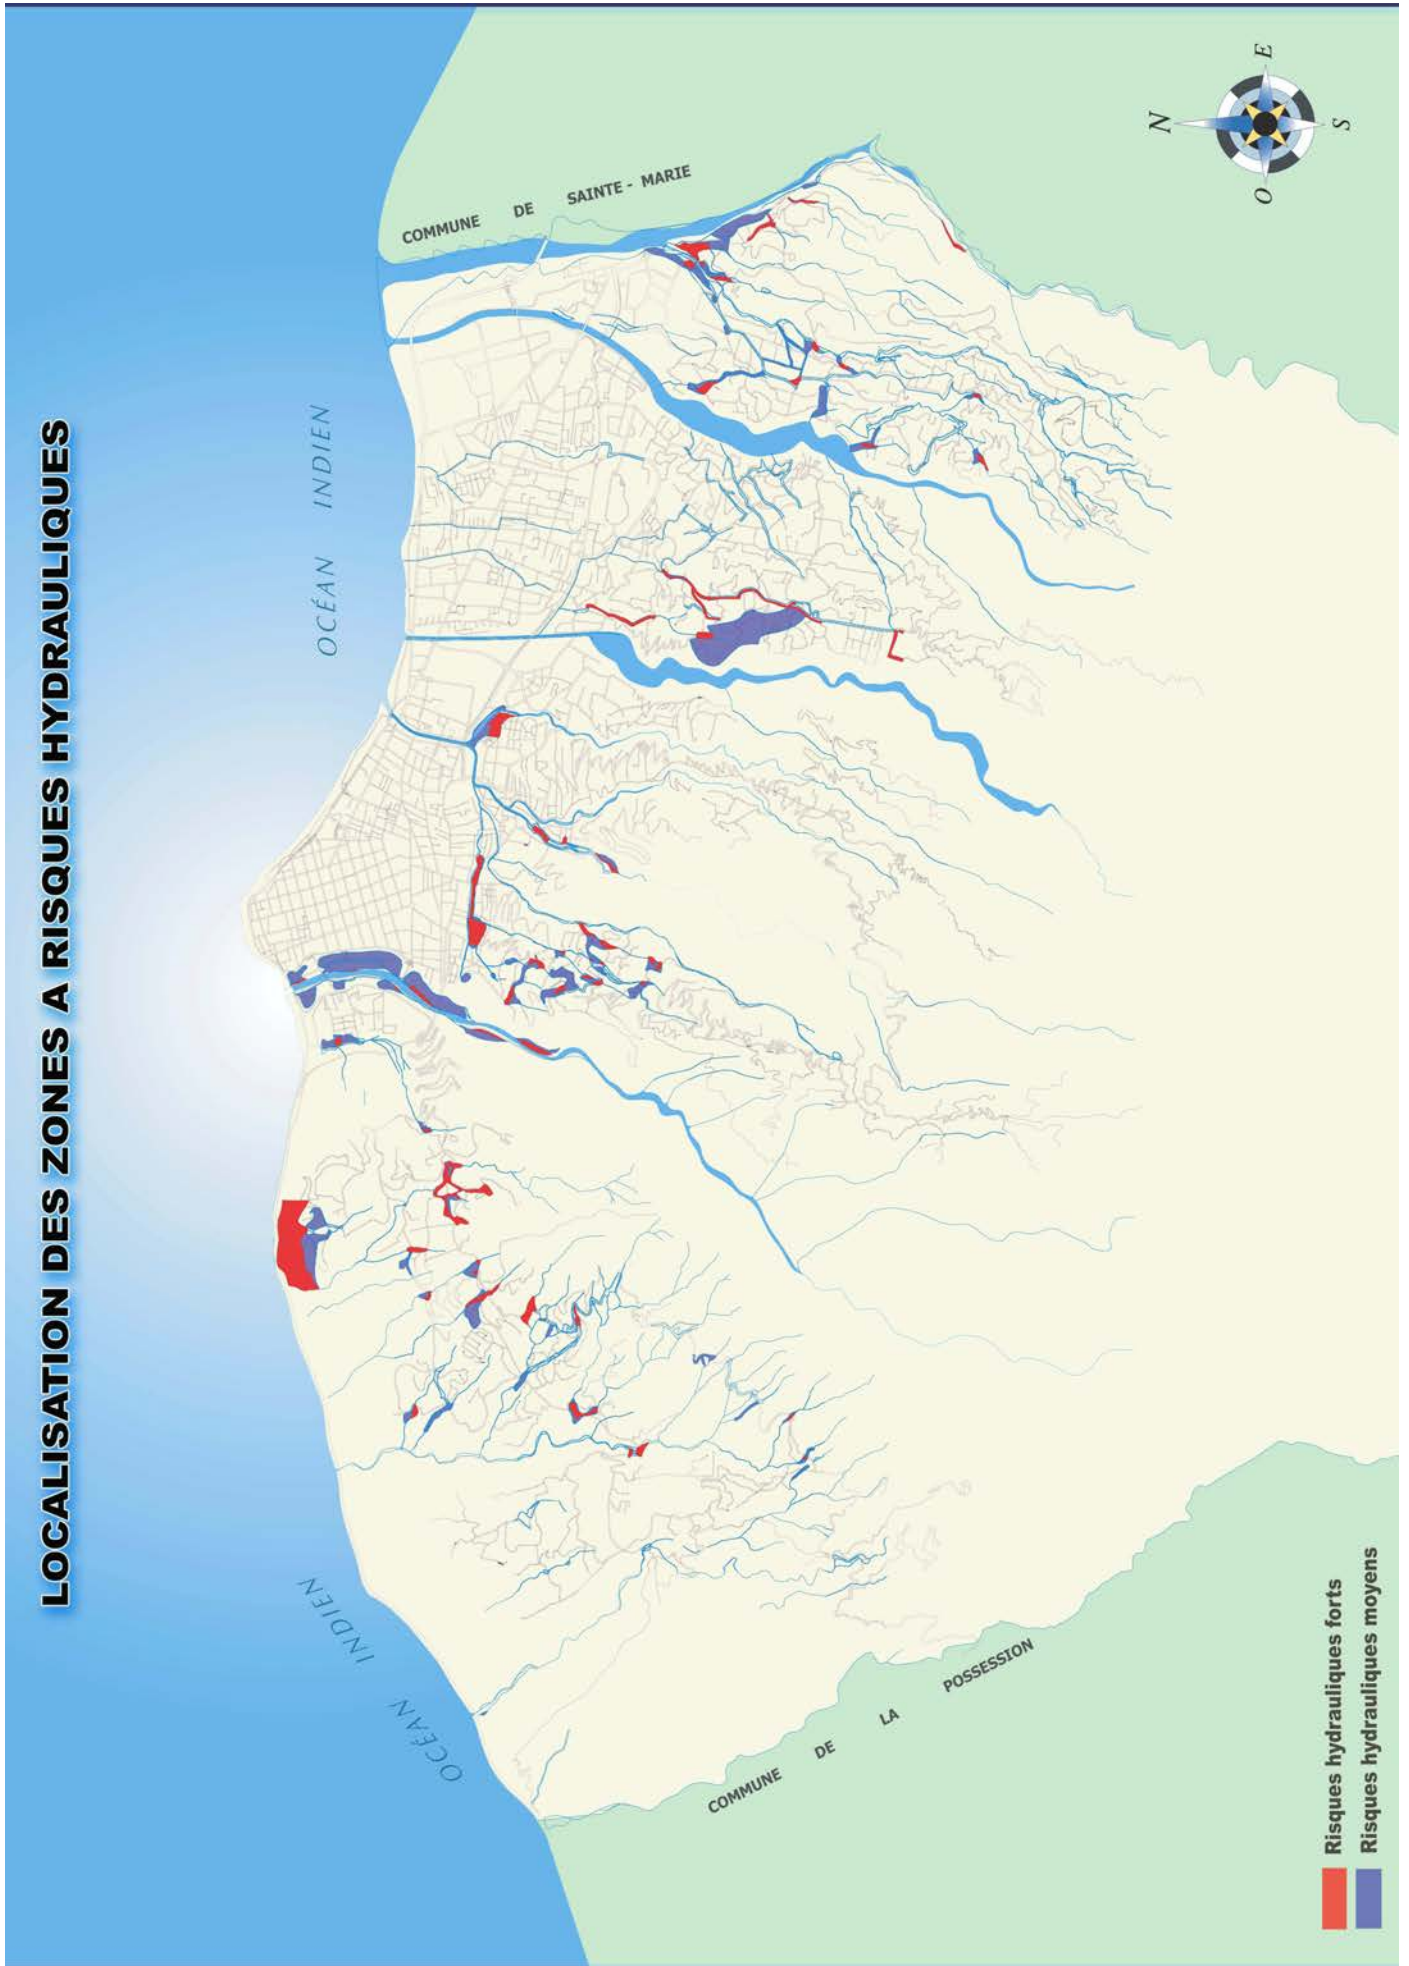 LOCALISATION DES ZONES A RISQUES HYDRAULIQUES
OCÉAN INDIEN
OCÉAN INDIEN
COMMUNE DE SAINTE - MARIE
COMMUNE DE LA POSSESSION
N
E
S
O
Risques hydrauliques forts
Risques hydrauliques moyens